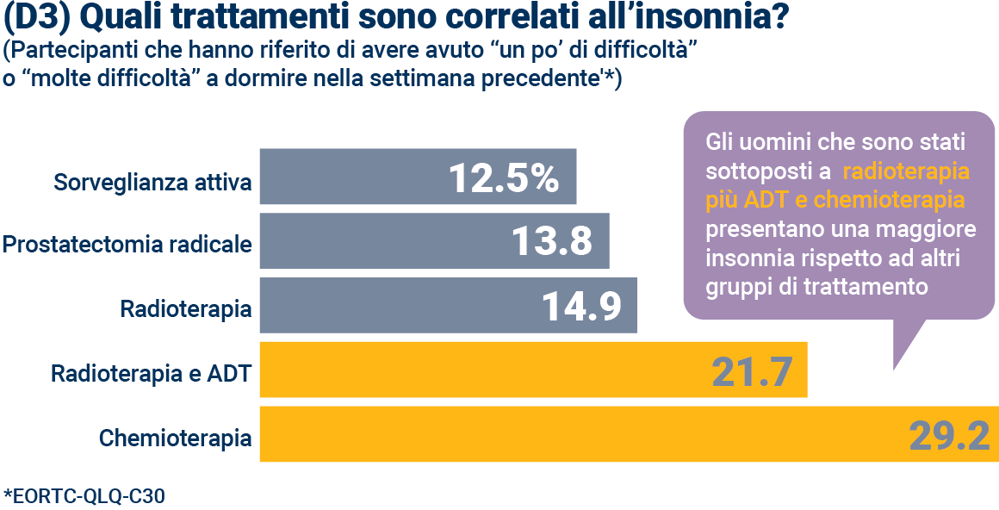 (D3) Quali trattamenti sono correlati all’insonnia?
(Partecipanti che hanno riferito di avere avuto “un po’ di difficoltà”
o “molte difficoltà” a dormire nella settimana precedente'*)
Gli uomini che sono stati
sottoposti a radioterapia
più ADT e chemioterapia
presentano una maggiore
insonnia rispetto ad altri
gruppi di trattamento
Sorveglianza attiva 12.5%
Prostatectomia radicale 13.8
Radioterapia 14.9
Radioterapia e ADT 21.7
Chemioterapia 29.2
*EORTC-QLQ-C30